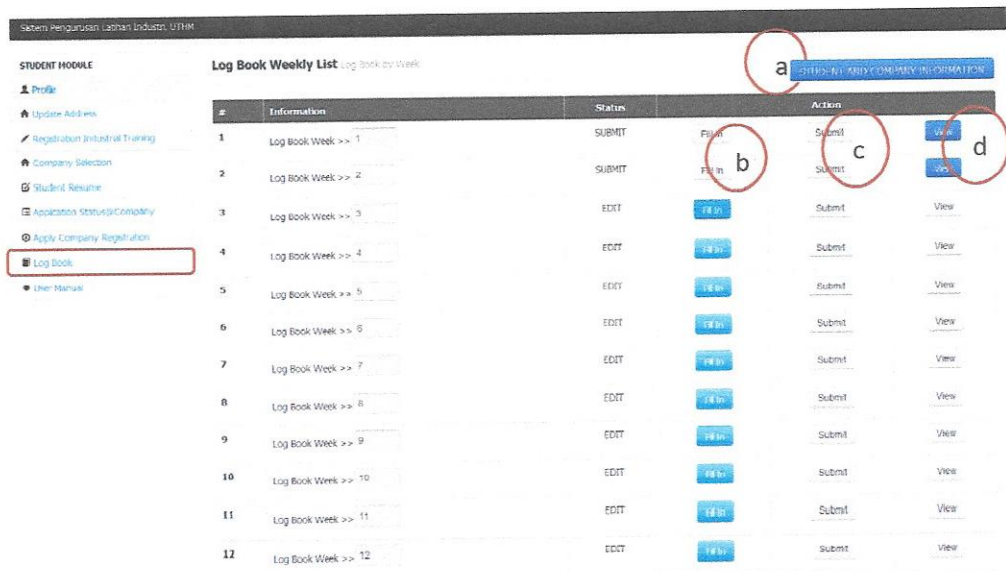 Sistem Pengurusan Latihan Industri, UTHM
STUDENT MODULE
Profile
Update Address
Registration Industrial Training
Company Selection
Student Resume
Application Status@Company
Apply Company Registration
Log Book
User Manual
Log Book Weekly List Log Book by Week
a
STUDENT AND COMPANY INFORMATION
# Information Status Action
1 Log Book Week >> 1 SUBMIT Fill In Submit View
b c d
2 Log Book Week >> 2 SUBMIT Fill In Submit View
3 Log Book Week >> 3 EDIT Fill In Submit View
4 Log Book Week >> 4 EDIT Fill In Submit View
5 Log Book Week >> 5 EDIT Fill In Submit View
6 Log Book Week >> 6 EDIT Fill In Submit View
7 Log Book Week >> 7 EDIT Fill In Submit View
8 Log Book Week >> 8 EDIT Fill In Submit View
9 Log Book Week >> 9 EDIT Fill In Submit View
10 Log Book Week >> 10 EDIT Fill In Submit View
11 Log Book Week >> 11 EDIT Fill In Submit View
12 Log Book Week >> 12 EDIT Fill In Submit View